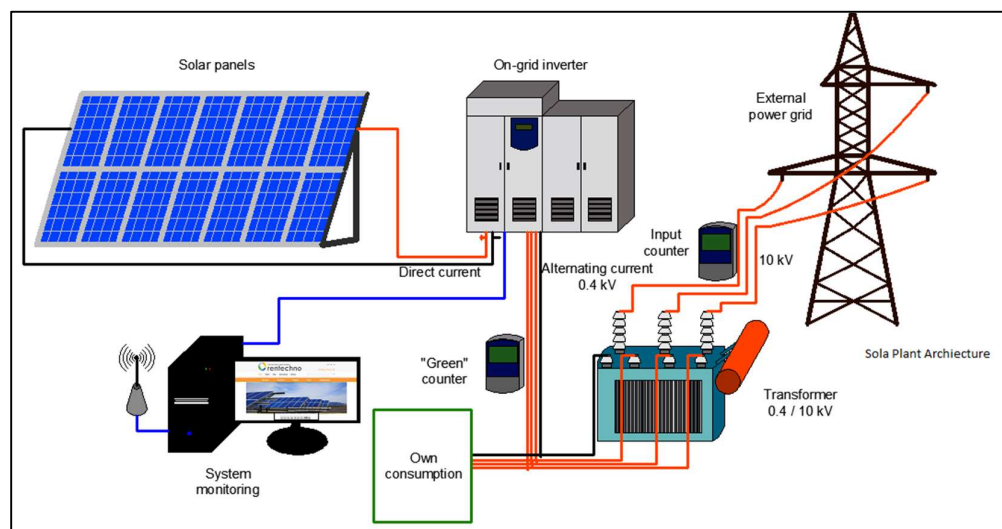 Solar panels
On-grid inverter
External
power grid
Input
counter
Direct current
Alternating current
0.4 kV
10 kV
"Green"
counter
rentechno
Sola Plant Archiecture
Transformer
0.4 / 10 kV
Own
consumption
System
monitoring